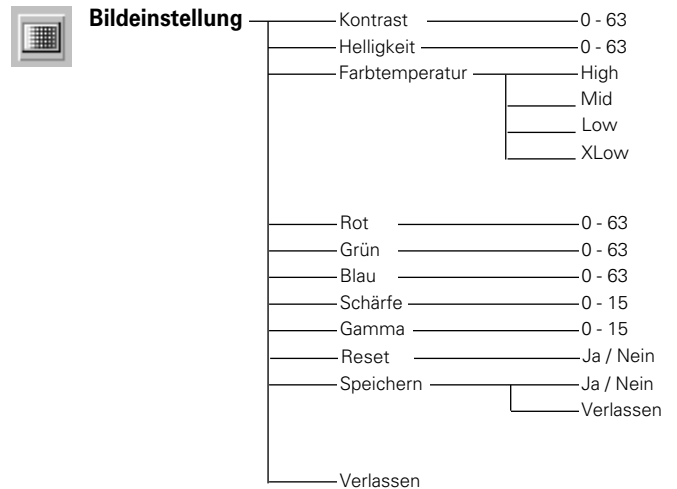 Bildeinstellung Kontrast 0 - 63
Helligkeit 0 - 63
Farbtemperatur High
Mid
Low
XLow
Rot 0 - 63
Grün 0 - 63
Blau 0 - 63
Schärfe 0 - 15
Gamma 0 - 15
Reset Ja / Nein
Speichern Ja / Nein
Verlassen
Verlassen